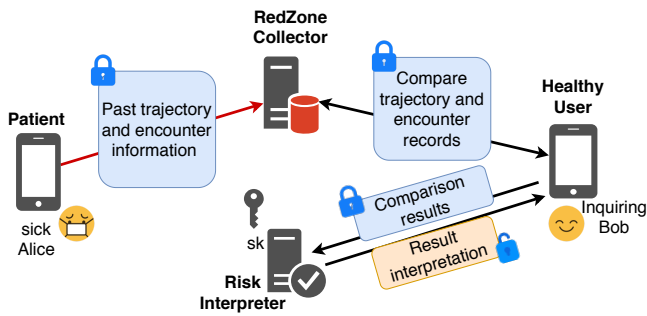 RedZone
Collector
Past trajectory
and encounter
information
Compare
trajectory and
encounter
records
Healthy
User
Patient
sick
Alice
Comparison
results
Inquiring
Bob
sk
Result
interpretation
Risk
Interpreter